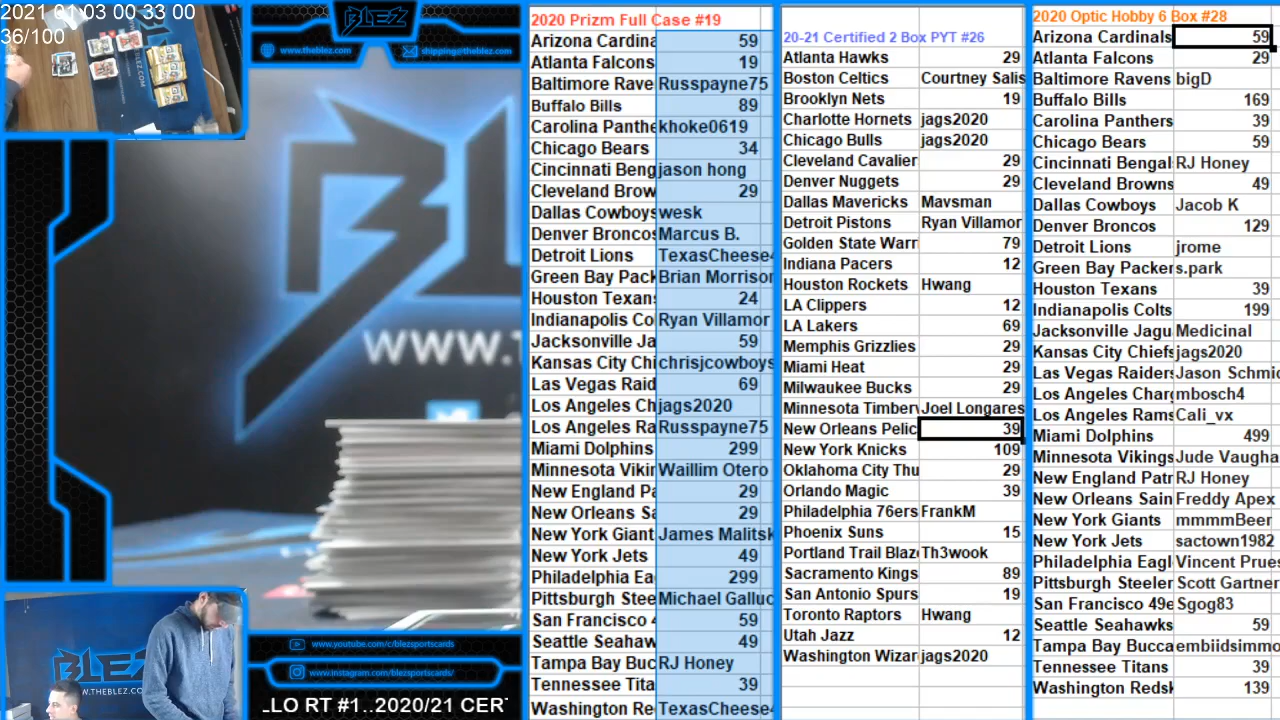 2021 01 03 00 33 00
36/100
BLEZ
www.theblez.com
shipping@theblez.com
WWW.
www.youtube.com/c/blezsportscards
www.instagram.com/blezsportscards/
BLEZ
WWW.THEBLEZ.COM
LO RT #1..2020/21 CER
2020 Prizm Full Case #19
Arizona Cardina 59
Atlanta Falcons 19
Baltimore Rave Russpayne75
Buffalo Bills 89
Carolina Panthe khoke0619
Chicago Bears 34
Cincinnati Beng jason hong
Cleveland Brow 29
Dallas Cowboys wesk
Denver Broncos Marcus B.
Detroit Lions TexasCheese4
Green Bay Pack Brian Morrison
Houston Texans 24
Indianapolis Co Ryan Villamor
Jacksonville Ja 59
Kansas City Chi chrisjcowboys
Las Vegas Raid 69
Los Angeles Ch jags2020
Los Angeles Ra Russpayne75
Miami Dolphins 299
Minnesota Vikin Waillim Otero
New England Pa 29
New Orleans Sa 29
New York Giant James Malitsk
New York Jets 49
Philadelphia Ea 299
Pittsburgh Stee Michael Galluc
San Francisco 4 59
Seattle Seahaw 49
Tampa Bay Buc RJ Honey
Tennessee Tita 39
Washington Re TexasCheese4
20-21 Certified 2 Box PYT #26
Atlanta Hawks 29
Boston Celtics Courtney Salis
Brooklyn Nets 19
Charlotte Hornets jags2020
Chicago Bulls jags2020
Cleveland Cavalier 29
Denver Nuggets 29
Dallas Mavericks Mavsman
Detroit Pistons Ryan Villamor
Golden State Warri 79
Indiana Pacers 12
Houston Rockets Hwang
LA Clippers 12
LA Lakers 69
Memphis Grizzlies 29
Miami Heat 29
Milwaukee Bucks 29
Minnesota Timber Joel Longares
New Orleans Pelic 39
New York Knicks 109
Oklahoma City Thu 29
Orlando Magic 39
Philadelphia 76ers FrankM
Phoenix Suns 15
Portland Trail Blaz Th3wook
Sacramento Kings 89
San Antonio Spurs 19
Toronto Raptors Hwang
Utah Jazz 12
Washington Wizar jags2020
2020 Optic Hobby 6 Box #28
Arizona Cardinals 59
Atlanta Falcons 29
Baltimore Ravens bigD
Buffalo Bills 169
Carolina Panthers 39
Chicago Bears 59
Cincinnati Bengal RJ Honey
Cleveland Browns 49
Dallas Cowboys Jacob K
Denver Broncos 129
Detroit Lions jrome
Green Bay Packer s.park
Houston Texans 39
Indianapolis Colts 199
Jacksonville Jagu Medicinal
Kansas City Chiefs jags2020
Las Vegas Raiders Jason Schmid
Los Angeles Charg mbosch4
Los Angeles Rams Cali_vx
Miami Dolphins 499
Minnesota Vikings Jude Vaugha
New England Patr RJ Honey
New Orleans Sain Freddy Apex
New York Giants mmmmBeer
New York Jets sactown1982
Philadelphia Eagl Vincent Prues
Pittsburgh Steeler Scott Gartner
San Francisco 49e Sgog83
Seattle Seahawks 59
Tampa Bay Bucca embiidsimmo
Tennessee Titans 39
Washington Redsk 139